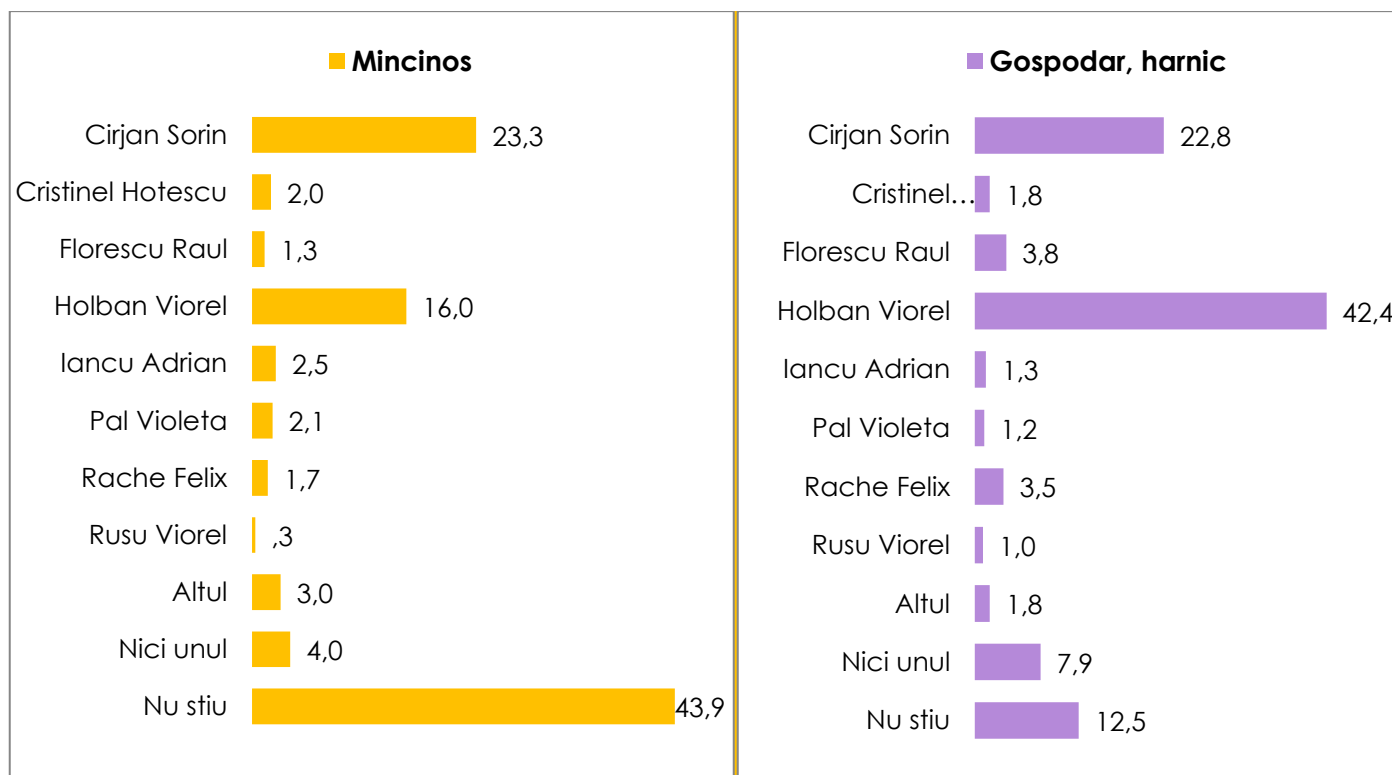 Mincinos
Cirjan Sorin 23,3
Cristinel Hotescu 2,0
Florescu Raul 1,3
Holban Viorel 16,0
Iancu Adrian 2,5
Pal Violeta 2,1
Rache Felix 1,7
Rusu Viorel ,3
Altul 3,0
Nici unul 4,0
Nu stiu 43,9
Gospodar, harnic
Cirjan Sorin 22,8
Cristinel… 1,8
Florescu Raul 3,8
Holban Viorel 42,4
Iancu Adrian 1,3
Pal Violeta 1,2
Rache Felix 3,5
Rusu Viorel 1,0
Altul 1,8
Nici unul 7,9
Nu stiu 12,5